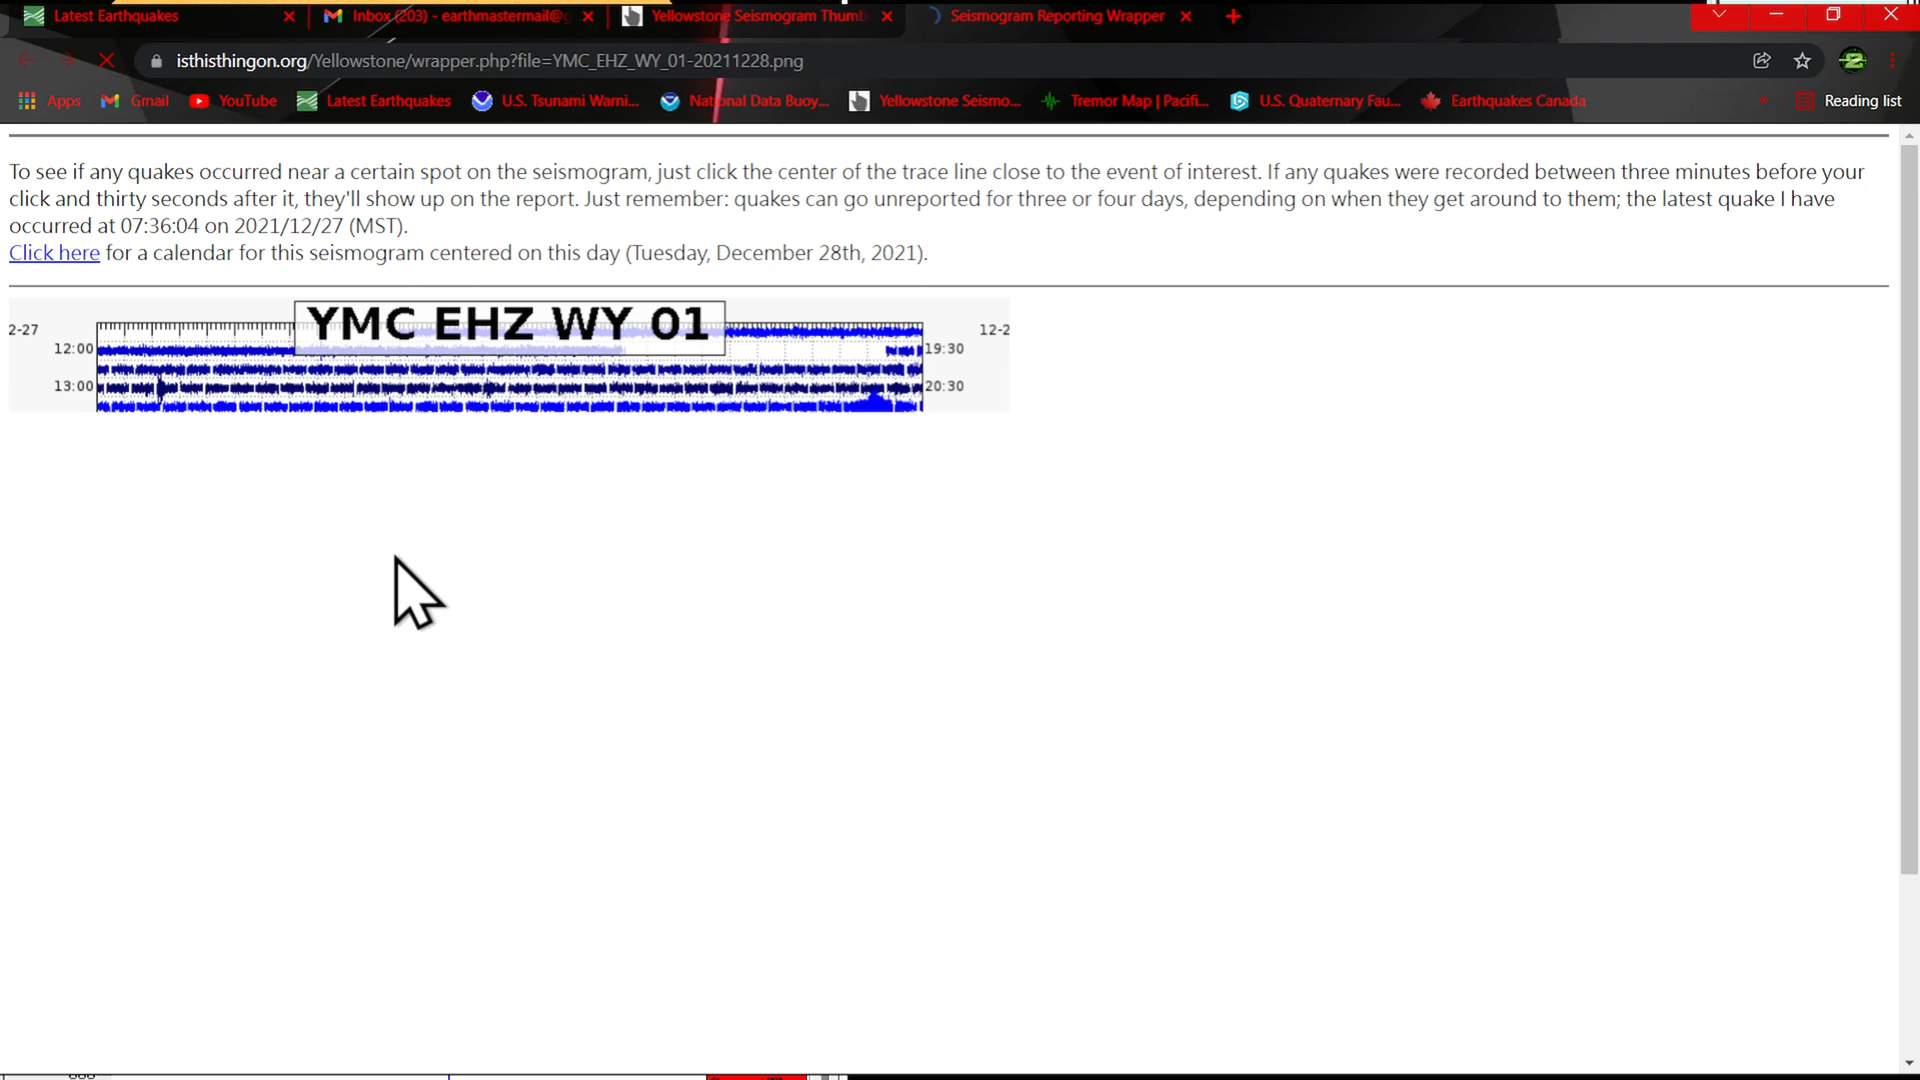 Latest Earthquakes
Inbox (203) - earthmastermail@g
Yellowstone Seismogram Thumb
Seismogram Reporting Wrapper
isthisthingon.org/Yellowstone/wrapper.php?file=YMC_EHZ_WY_01-20211228.png
Apps
Gmail
YouTube
Latest Earthquakes
U.S. Tsunami Warni...
National Data Buoy...
Yellowstone Seismo...
Tremor Map | Pacifi...
U.S. Quaternary Fau...
Earthquakes Canada
Reading list
To see if any quakes occurred near a certain spot on the seismogram, just click the center of the trace line close to the event of interest. If any quakes were recorded between three minutes before your
click and thirty seconds after it, they'll show up on the report. Just remember: quakes can go unreported for three or four days, depending on when they get around to them; the latest quake I have
occurred at 07:36:04 on 2021/12/27 (MST).
Click here for a calendar for this seismogram centered on this day (Tuesday, December 28th, 2021).
YMC EHZ WY 01
2-27
12-2
12:00
19:30
13:00
20:30